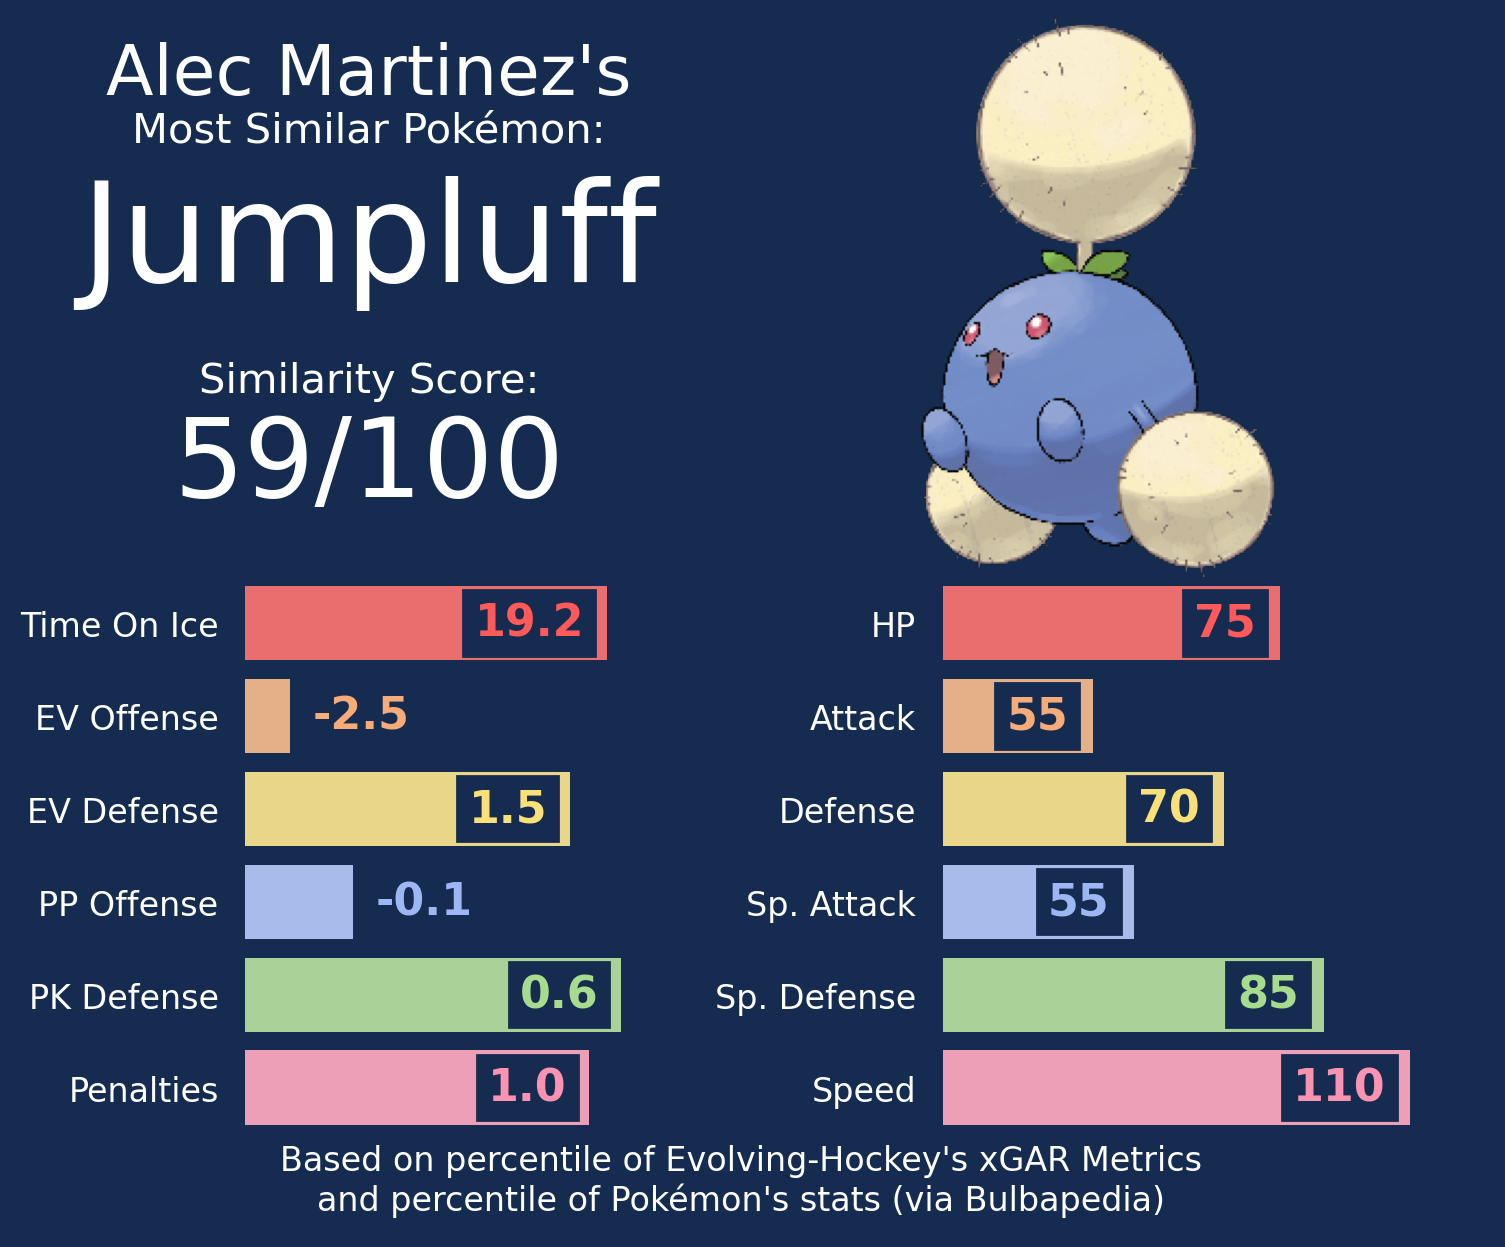 Alec Martinez's
Most Similar Pokémon:
Jumpluff
Similarity Score:
59/100
Time On Ice 19.2
EV Offense -2.5
EV Defense 1.5
PP Offense -0.1
PK Defense 0.6
Penalties 1.0
HP 75
Attack 55
Defense 70
Sp. Attack 55
Sp. Defense 85
Speed 110
Based on percentile of Evolving-Hockey's xGAR Metrics
and percentile of Pokémon's stats (via Bulbapedia)